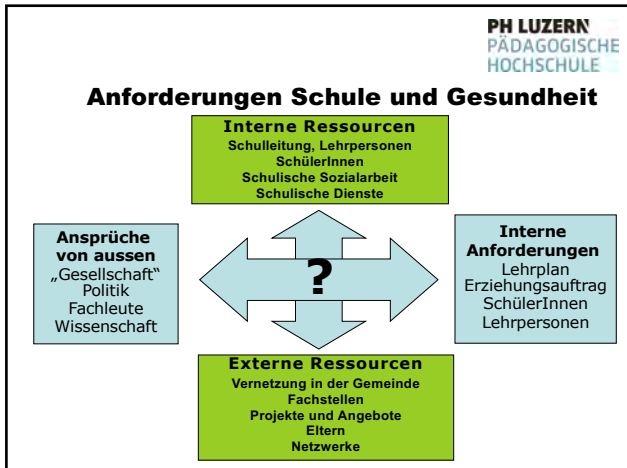 PH LUZERN
PÄDAGOGISCHE
HOCHSCHULE
Anforderungen Schule und Gesundheit
Interne Ressourcen
Schulleitung, Lehrpersonen
SchülerInnen
Schulische Sozialarbeit
Schulische Dienste
Ansprüche
von aussen
„Gesellschaft“
Politik
Fachleute
Wissenschaft
?
Interne
Anforderungen
Lehrplan
Erziehungsauftrag
SchülerInnen
Lehrpersonen
Externe Ressourcen
Vernetzung in der Gemeinde
Fachstellen
Projekte und Angebote
Eltern
Netzwerke